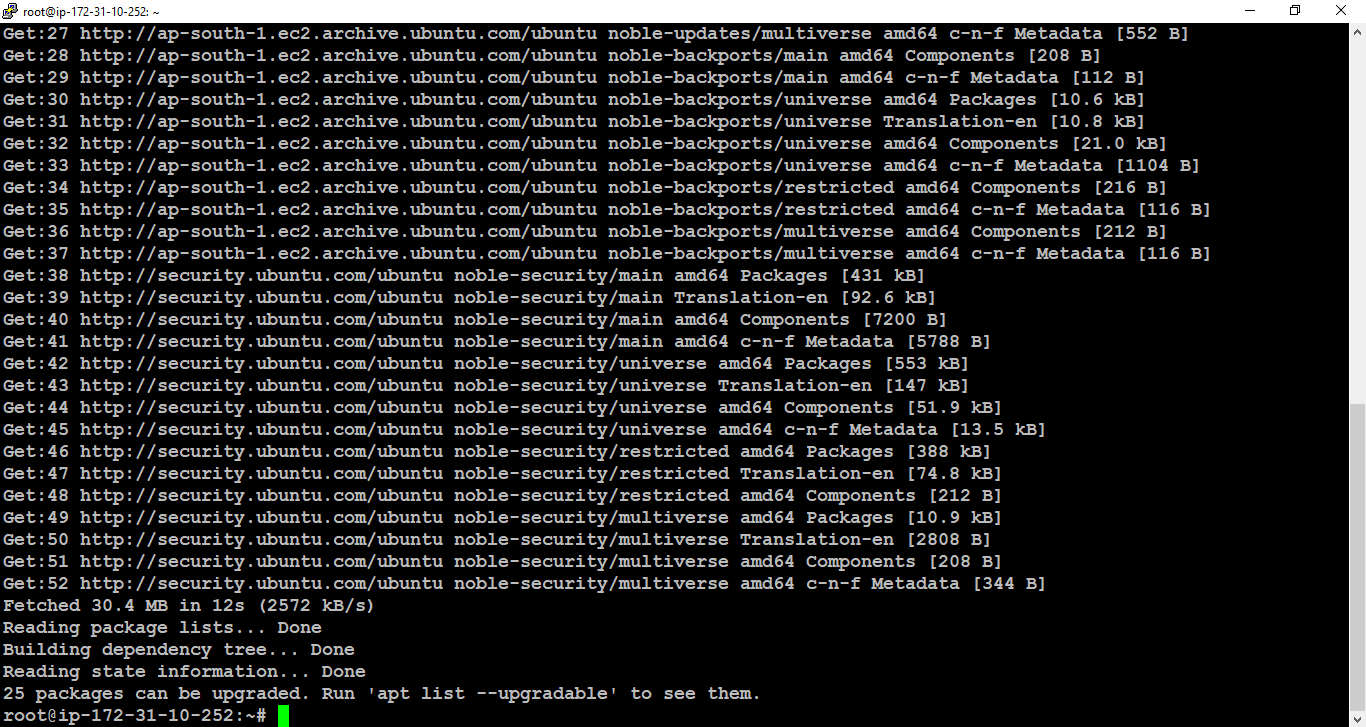 root@ip-172-31-10-252: ~
Get:27 http://ap-south-1.ec2.archive.ubuntu.com/ubuntu noble-updates/multiverse amd64 c-n-f Metadata [552 B]
Get:28 http://ap-south-1.ec2.archive.ubuntu.com/ubuntu noble-backports/main amd64 Components [208 B]
Get:29 http://ap-south-1.ec2.archive.ubuntu.com/ubuntu noble-backports/main amd64 c-n-f Metadata [112 B]
Get:30 http://ap-south-1.ec2.archive.ubuntu.com/ubuntu noble-backports/universe amd64 Packages [10.6 kB]
Get:31 http://ap-south-1.ec2.archive.ubuntu.com/ubuntu noble-backports/universe Translation-en [10.8 kB]
Get:32 http://ap-south-1.ec2.archive.ubuntu.com/ubuntu noble-backports/universe amd64 Components [21.0 kB]
Get:33 http://ap-south-1.ec2.archive.ubuntu.com/ubuntu noble-backports/universe amd64 c-n-f Metadata [1104 B]
Get:34 http://ap-south-1.ec2.archive.ubuntu.com/ubuntu noble-backports/restricted amd64 Components [216 B]
Get:35 http://ap-south-1.ec2.archive.ubuntu.com/ubuntu noble-backports/restricted amd64 c-n-f Metadata [116 B]
Get:36 http://ap-south-1.ec2.archive.ubuntu.com/ubuntu noble-backports/multiverse amd64 Components [212 B]
Get:37 http://ap-south-1.ec2.archive.ubuntu.com/ubuntu noble-backports/multiverse amd64 c-n-f Metadata [116 B]
Get:38 http://security.ubuntu.com/ubuntu noble-security/main amd64 Packages [431 kB]
Get:39 http://security.ubuntu.com/ubuntu noble-security/main Translation-en [92.6 kB]
Get:40 http://security.ubuntu.com/ubuntu noble-security/main amd64 Components [7200 B]
Get:41 http://security.ubuntu.com/ubuntu noble-security/main amd64 c-n-f Metadata [5788 B]
Get:42 http://security.ubuntu.com/ubuntu noble-security/universe amd64 Packages [553 kB]
Get:43 http://security.ubuntu.com/ubuntu noble-security/universe Translation-en [147 kB]
Get:44 http://security.ubuntu.com/ubuntu noble-security/universe amd64 Components [51.9 kB]
Get:45 http://security.ubuntu.com/ubuntu noble-security/universe amd64 c-n-f Metadata [13.5 kB]
Get:46 http://security.ubuntu.com/ubuntu noble-security/restricted amd64 Packages [388 kB]
Get:47 http://security.ubuntu.com/ubuntu noble-security/restricted Translation-en [74.8 kB]
Get:48 http://security.ubuntu.com/ubuntu noble-security/restricted amd64 Components [212 B]
Get:49 http://security.ubuntu.com/ubuntu noble-security/multiverse amd64 Packages [10.9 kB]
Get:50 http://security.ubuntu.com/ubuntu noble-security/multiverse Translation-en [2808 B]
Get:51 http://security.ubuntu.com/ubuntu noble-security/multiverse amd64 Components [208 B]
Get:52 http://security.ubuntu.com/ubuntu noble-security/multiverse amd64 c-n-f Metadata [344 B]
Fetched 30.4 MB in 12s (2572 kB/s)
Reading package lists... Done
Building dependency tree... Done
Reading state information... Done
25 packages can be upgraded. Run 'apt list --upgradable' to see them.
root@ip-172-31-10-252:~#